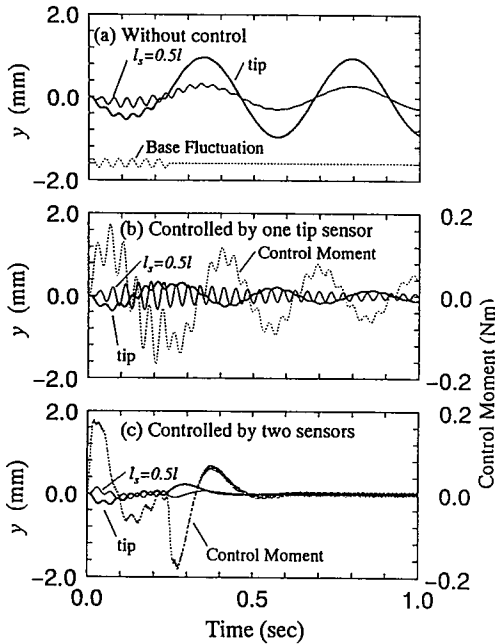 2.0
(a) Without control
l_s=0.5l
tip
0.0
y (mm)
Base Fluctuation
-2.0
2.0
0.2
(b) Controlled by one tip sensor
Control Moment
l_s=0.5l
0.0
0.0
y (mm)
tip
-2.0
-0.2
2.0
0.2
(c) Controlled by two sensors
l_s=0.5l
0.0
0.0
y (mm)
tip
Control Moment
-2.0
-0.2
Control Moment (Nm)
0.0
0.5
1.0
Time (sec)